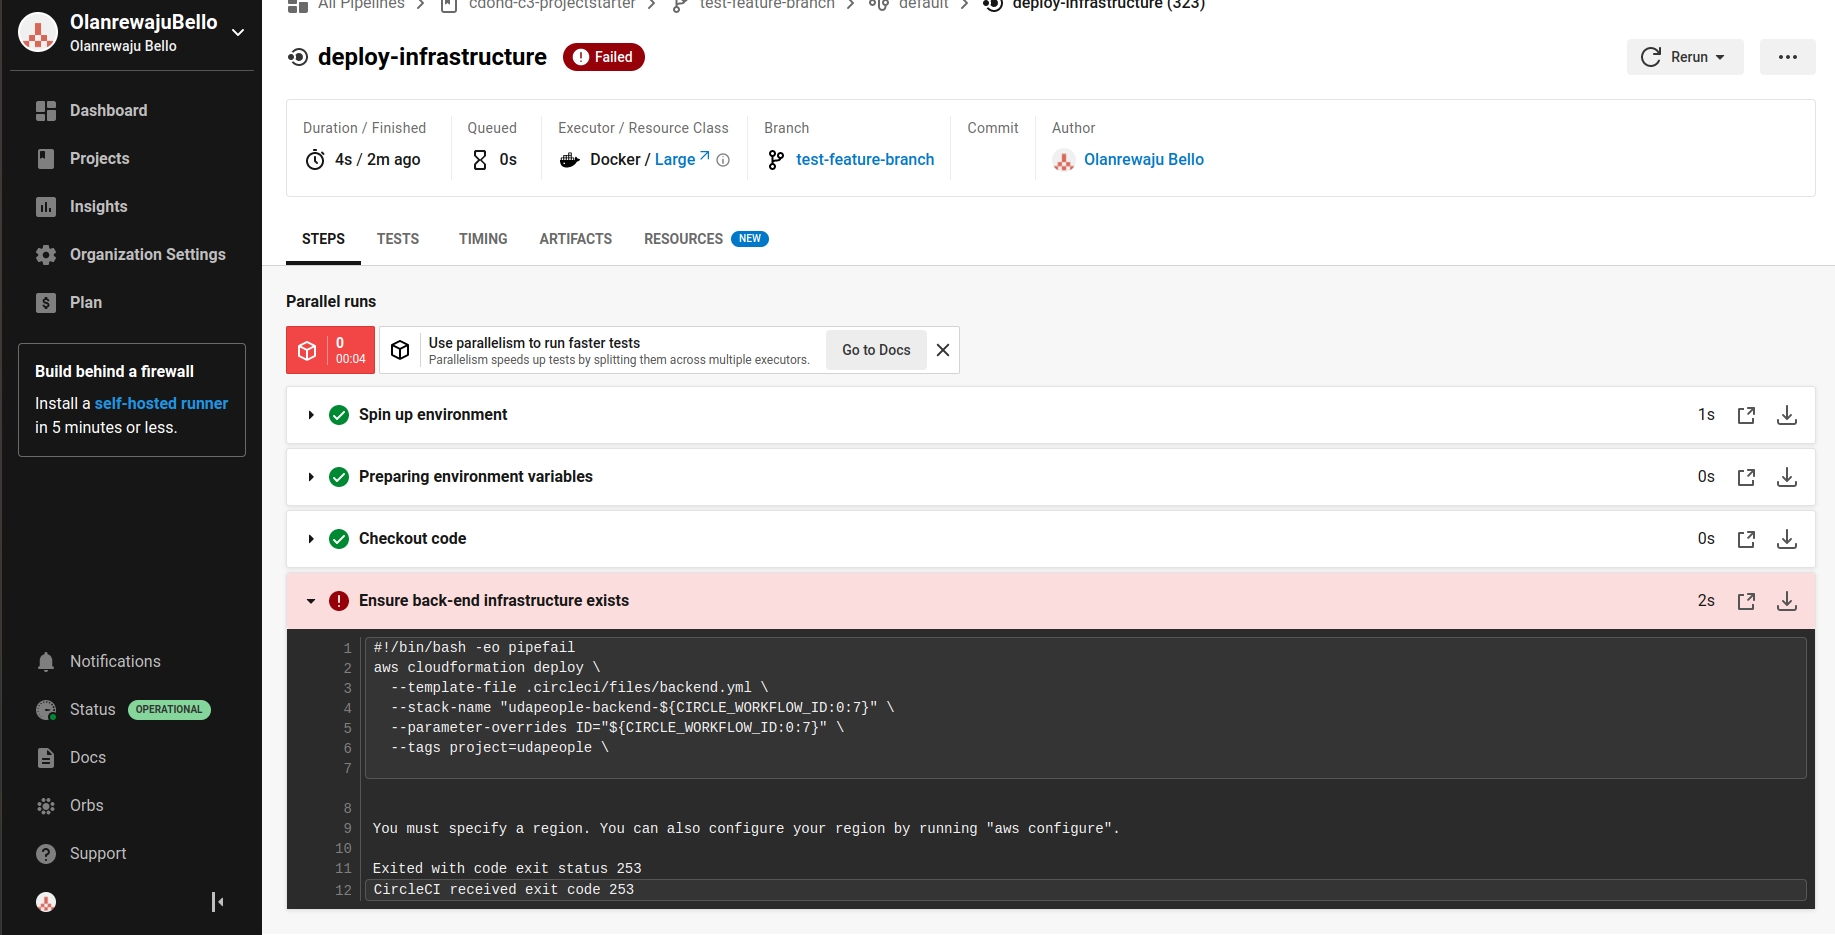 OlanrewajuBello
Olanrewaju Bello
Dashboard
Projects
Insights
Organization Settings
Plan
Build behind a firewall
Install a self-hosted runner
in 5 minutes or less.
Notifications
Status OPERATIONAL
Docs
Orbs
Support
All Pipelines > cdond-c3-projectstarter > test-feature-branch > default > deploy-infrastructure (323)
deploy-infrastructure Failed
Rerun
Duration / Finished
4s / 2m ago
Queued
0s
Executor / Resource Class
Docker / Large
Branch
test-feature-branch
Commit
Author
Olanrewaju Bello
STEPS TESTS TIMING ARTIFACTS RESOURCES NEW
Parallel runs
0
00:04
Use parallelism to run faster tests
Parallelism speeds up tests by splitting them across multiple executors.
Go to Docs
Spin up environment 1s
Preparing environment variables 0s
Checkout code 0s
Ensure back-end infrastructure exists 2s
1 #!/bin/bash -eo pipefail
2 aws cloudformation deploy \
3 --template-file .circleci/files/backend.yml \
4 --stack-name "udapeople-backend-${CIRCLE_WORKFLOW_ID:0:7}" \
5 --parameter-overrides ID="${CIRCLE_WORKFLOW_ID:0:7}" \
6 --tags project=udapeople \
7
8
9 You must specify a region. You can also configure your region by running "aws configure".
10
11 Exited with code exit status 253
12 CircleCI received exit code 253